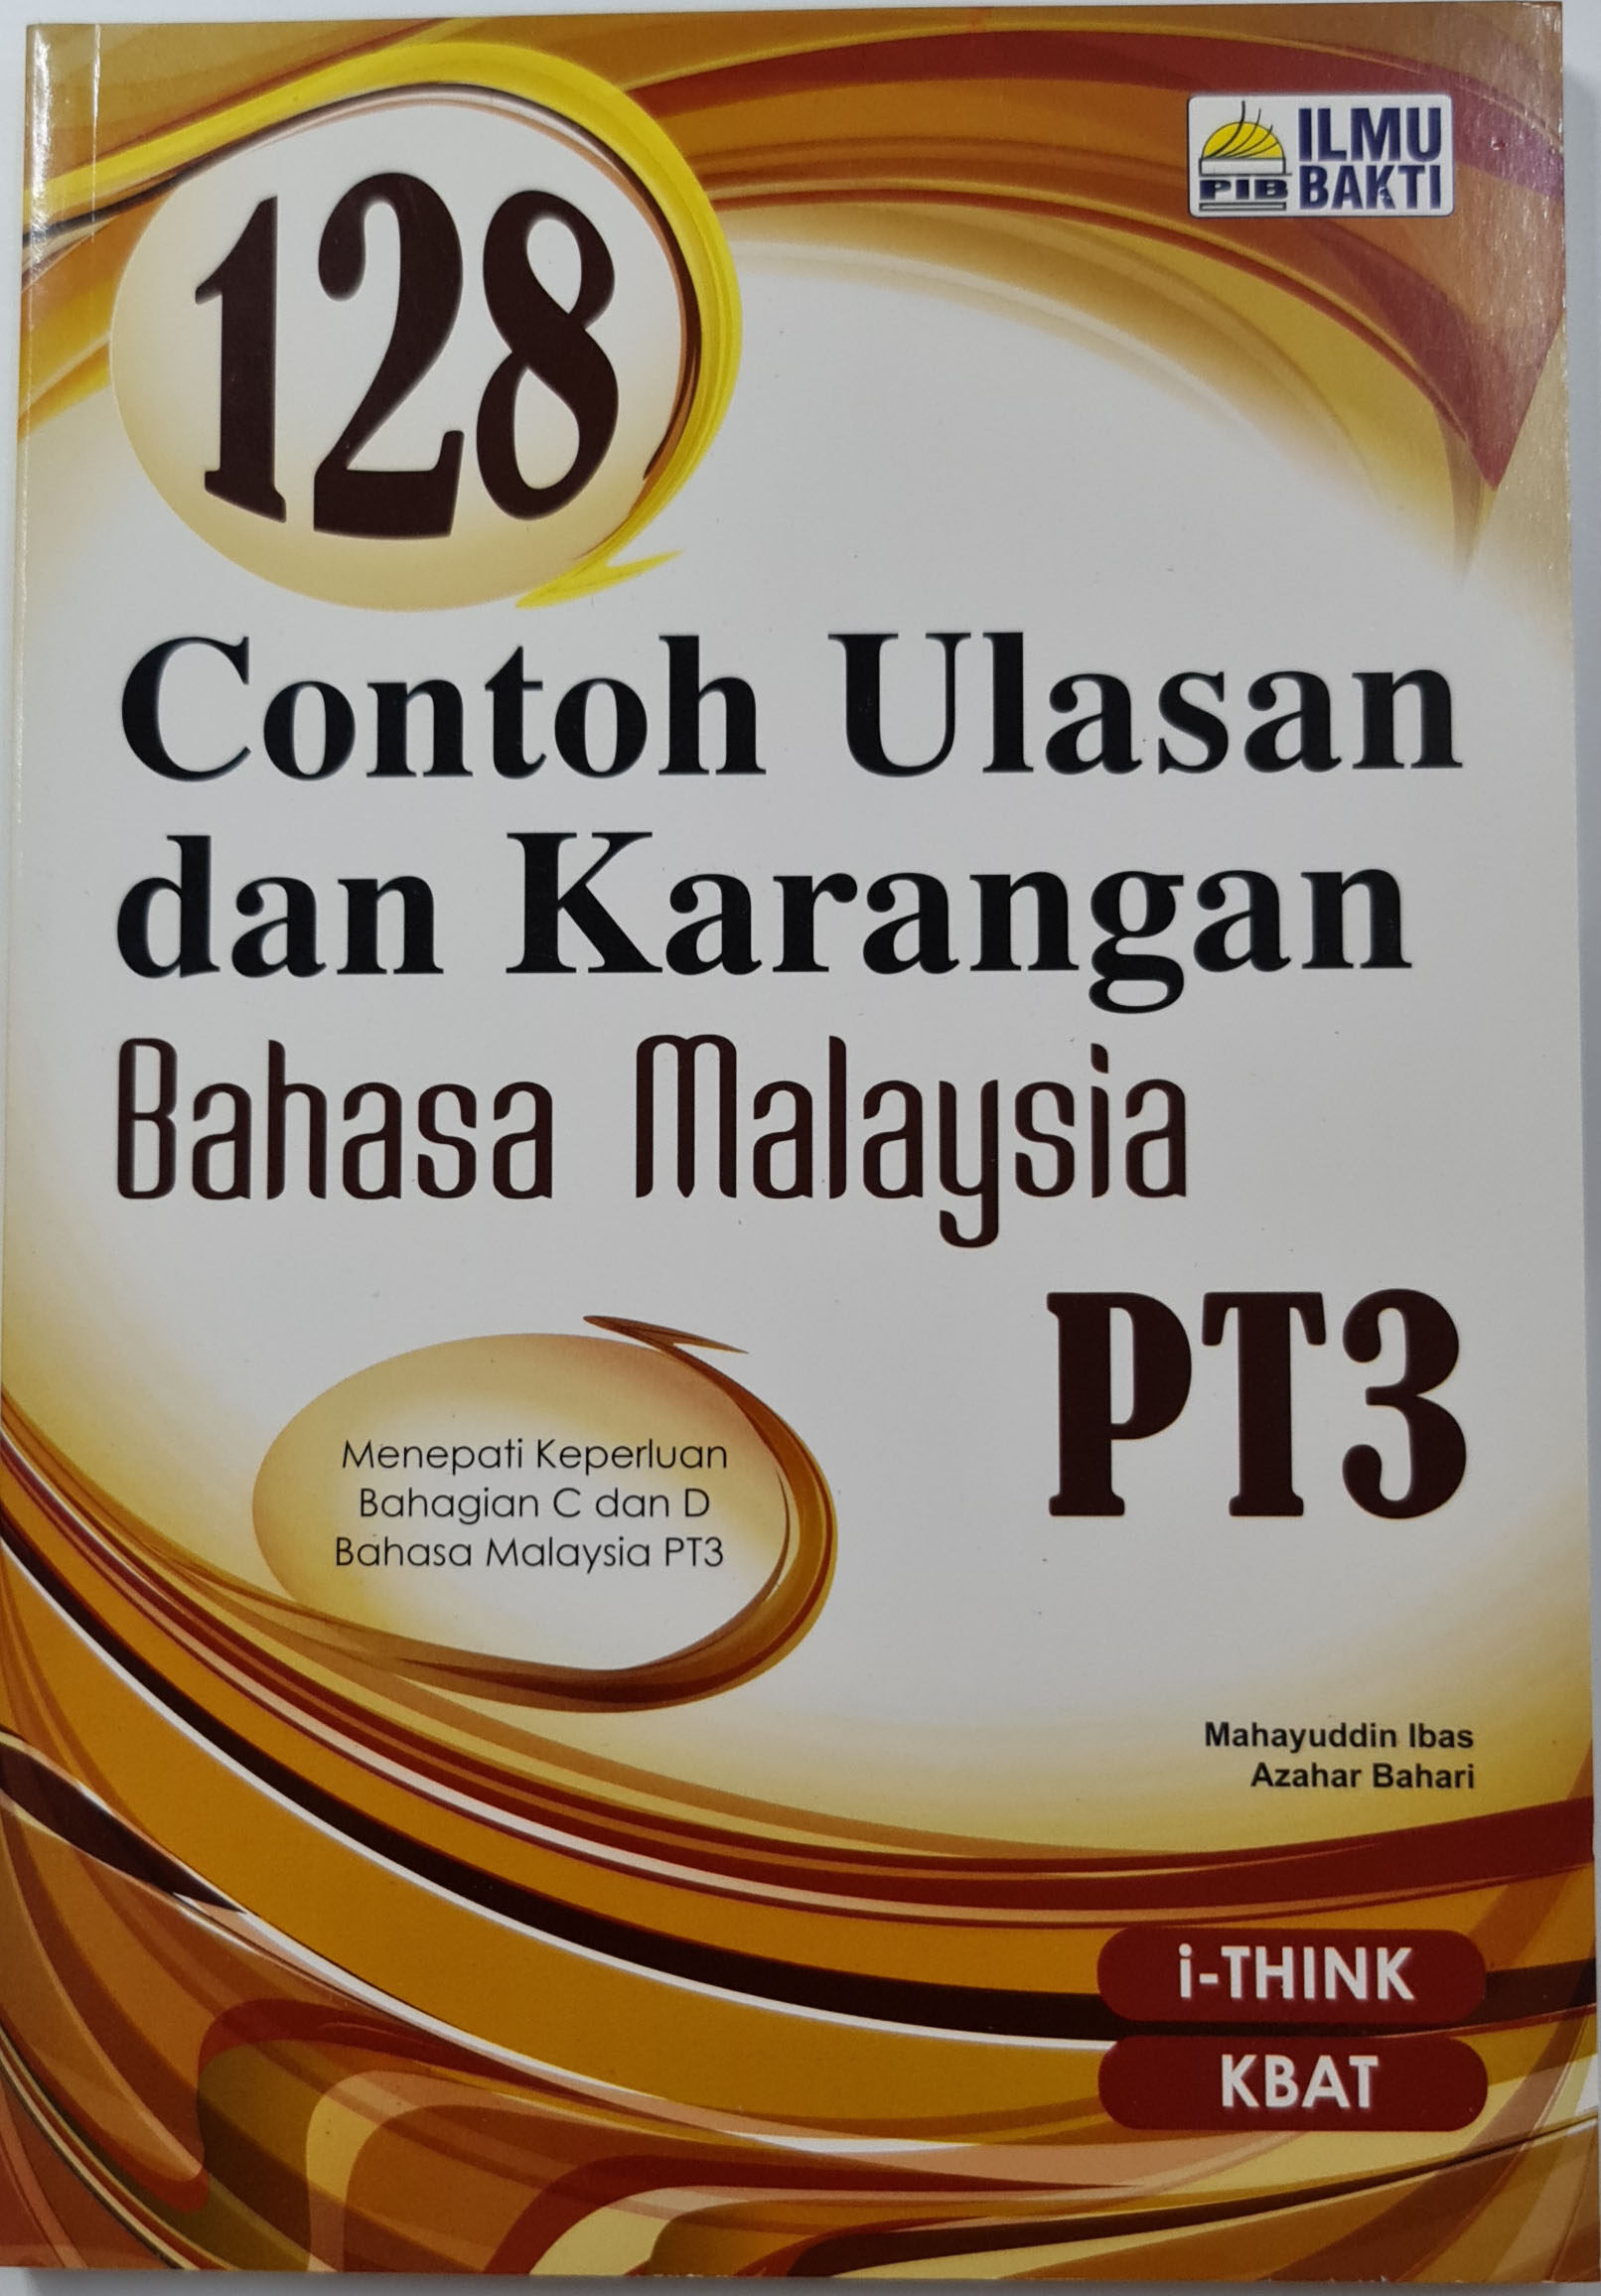 128
PIB
ILMU
BAKTI
Contoh Ulasan
dan Karangan
Bahasa Malaysia
PT3
Menepati Keperluan
Bahagian C dan D
Bahasa Malaysia PT3
Mahayuddin Ibas
Azahar Bahari
i-THINK
KBAT